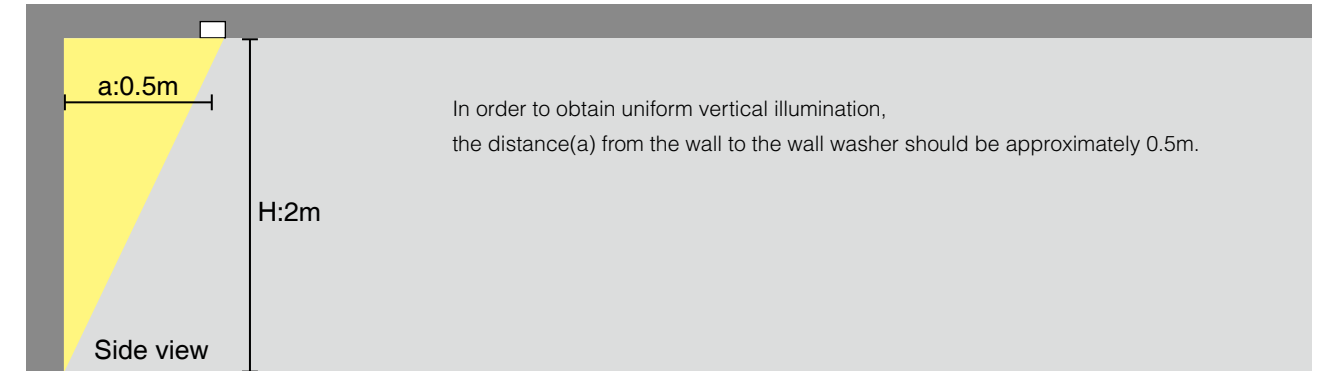 a:0.5m
In order to obtain uniform vertical illumination,
the distance(a) from the wall to the wall washer should be approximately 0.5m.
H:2m
Side view